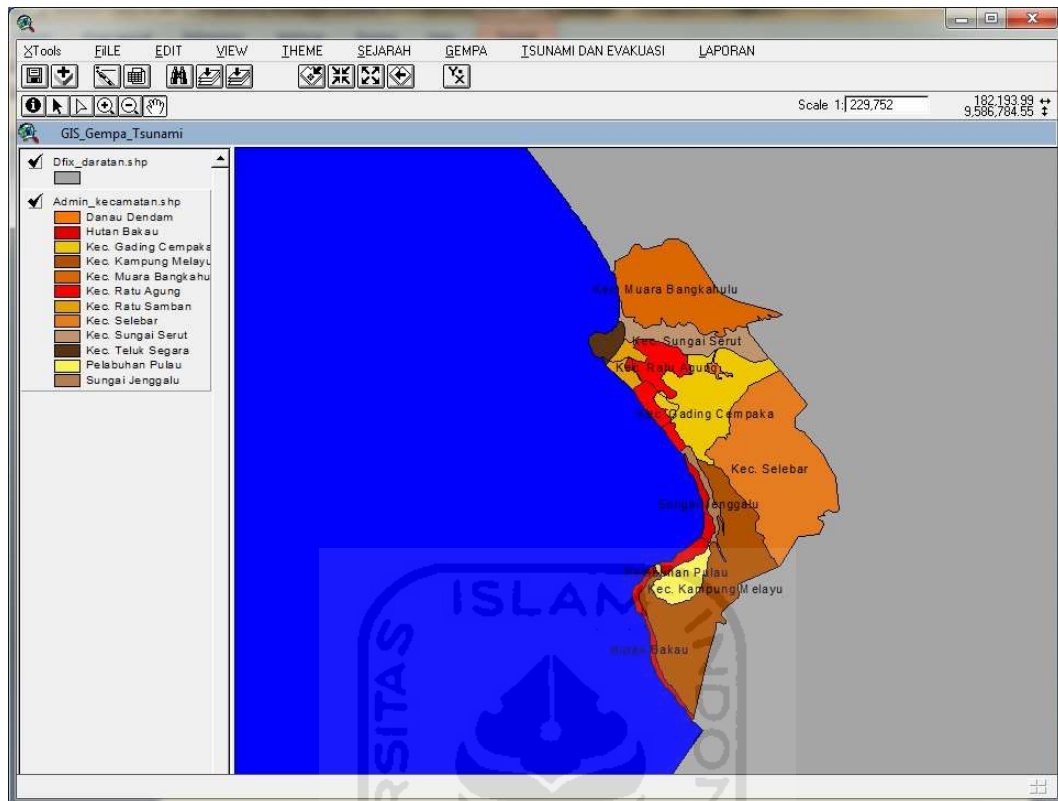 XTools FiILE EDIT VIEW THEME SEJARAH GEMPA TSUNAMI DAN EVAKUASI LAPORAN
Scale 1: 229,752
182,193.99
9,586,784.55
GIS_Gempa_Tsunami
Dfix_daratan.shp
Admin_kecamatan.shp
Danau Dendam
Hutan Bakau
Kec. Gading Cempaka
Kec. Kampung Melayu
Kec. Muara Bangkahu
Kec. Ratu Agung
Kec. Ratu Samban
Kec. Selebar
Kec. Sungai Serut
Kec. Teluk Segara
Pelabuhan Pulau
Sungai Jenggalu
Kec. Muara Bangkahulu
Kec. Sungai Serut
Kec. Ratu Agung
Kec. Gading Cempaka
Kec. Selebar
Sungai Jenggalu
Pelabuhan Pulau
Kec. Kampung Melayu
Hutan Bakau
ISLAM